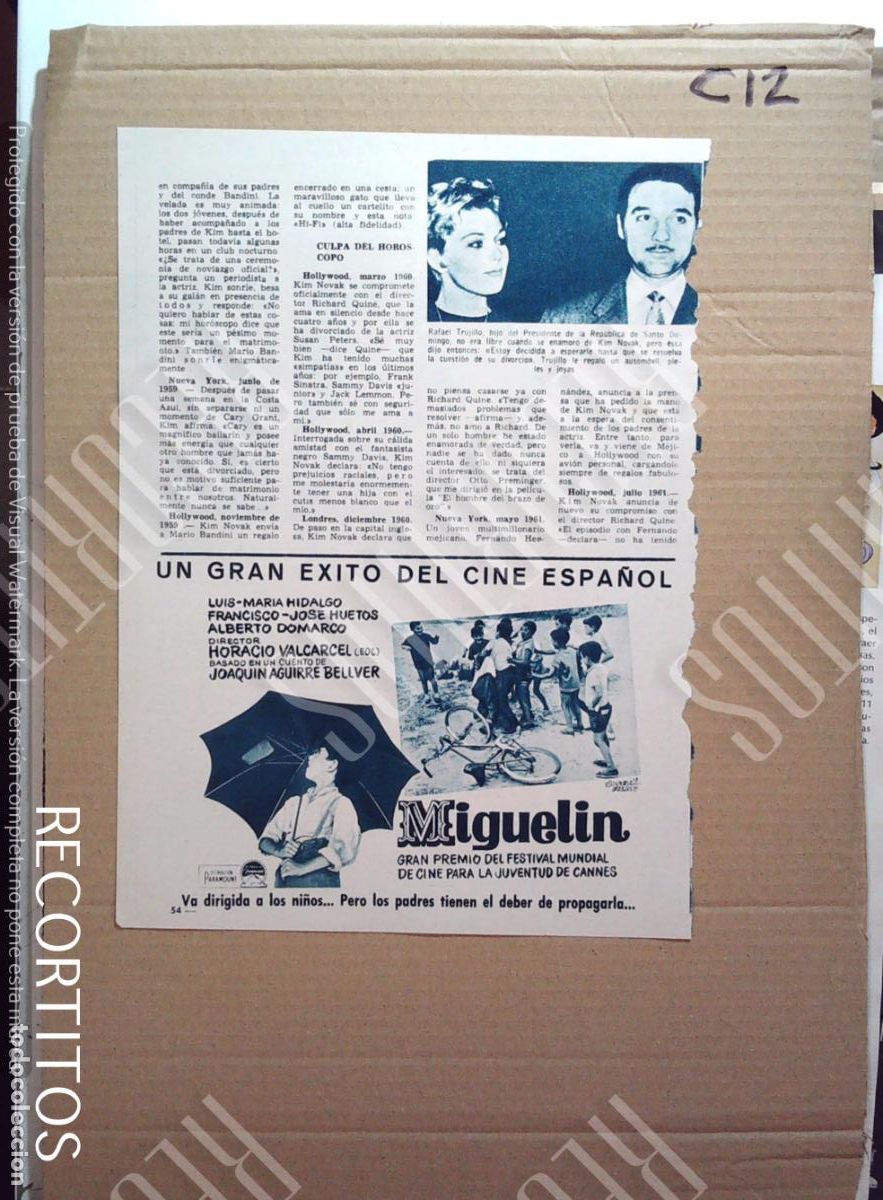 C12
en compañía de sus padres
y del conde Bandini. La
velada es muy animada:
los dos jóvenes, después de
haber acompañado a los
padres de Kim hasta el ho-
tel, pasan todavía algunas
horas en un club nocturno
«¿Se trata de una ceremo-
nia de noviazgo oficial?»,
pregunta un periodista a
la actriz. Kim sonríe, besa
a su galán en presencia de
todos y responde: «No
quiero hablar de estas co-
sas: mi horóscopo dice que
este sería un pésimo mo-
mento para el matrimo-
nio.» También Mario Ban-
dini sonríe enigmática-
mente
Nueva York, junio de
1959. — Después de pasar
una semana en la Costa
Azul, sin separarse ni un
momento de Cary Grant,
Kim afirma: «Cary es un
magnífico bailarín y posee
más energía que cualquier
otro hombre que jamás ha-
ya conocido. Sí, es cierto
que está divorciado, pero
no es motivo suficiente pa-
ra hablar de matrimonio
entre nosotros. Natural-
mente nunca se sabe...»
Hollywood, noviembre de
1959 .— Kim Novak envía
a Mario Bandini un regalo
encerrado en una cesta: un
maravilloso gato que lleva
al cuello un cartelito con
su nombre y esta nota
«Hi-Fi» (alta fidelidad).
CULPA DEL HOROS-
COPO
Hollywood, marzo 1960.
Kim Novak se compromete
oficialmente con el direc-
tor Richard Quine, que la
ama en silencio desde hace
cuatro años y por ella se
ha divorciado de la actriz
Susan Peters. «Sé muy
bien —dice Quine— que
Kim ha tenido muchas
«simpatías» en los últimos
años: por ejemplo, Frank
Sinatra, Sammy Davis «ju-
nior» y Jack Lemmon. Pe-
ro también sé con seguri-
dad que sólo me ama a
mí.»
Hollywood, abril 1960.—
Interrogada sobre su cálida
amistad con el fantasista
negro Sammy Davis, Kim
Novak declara: «No tengo
prejuicios raciales, pero
me molestaría enormemen-
te tener una hija con el
cutis menos blanco que el
mío.»
Londres, diciembre 1960.
De paso en la capital ingle-
sa, Kim Novak declara que
Rafael Trujillo, hijo del Presidente de la República de Santo Do-
mingo, no era libre cuando se enamoró de Kim Novak, pero ésta
dijo entonces: «Estoy decidida a esperarle hasta que se resuelva
la cuestión de su divorcio. Trujillo le regaló un automóvil, pie-
les y joyas
no piensa casarse ya con
Richard Quine. «Tengo de-
masiados problemas que
resolver —afirma— y ade-
más, no amo a Richard. De
un solo hombre he estado
enamorada de verdad, pero
nadie se ha dado nunca
cuenta de ello ni siquiera
el interesado: se trata del
director Otto Preminger,
que me dirigió en la pelícu-
la "El hombre del brazo de
oro"»
Nueva York, mayo 1961.
Un joven multimillonario
mejicano, Fernando Her-
nández, anuncia a la pren-
sa que ha pedido la mano
de Kim Novak y que está
a la espera del consenti-
miento de los padres de la
actriz. Entre tanto, para
verla, va y viene de Méji-
co a Hollywood con su
avión personal, cargándolo
siempre de regalos fabulo-
sos.
Hollywood, julio 1961.—
Kim Novak anuncia de
nuevo su compromiso con
el director Richard Quine
«El episodio con Fernando
—declara— no ha tenido
UN GRAN EXITO DEL CINE ESPAÑOL
LUIS-MARIA HIDALGO
FRANCISCO-JOSE HUETOS
ALBERTO DOMARCO
DIRECTOR
HORACIO VALCARCEL (EOC)
BASADO EN UN CUENTO DE
JOAQUIN AGUIRRE BELLVER
Miguelin
GRAN PREMIO DEL FESTIVAL MUNDIAL
DE CINE PARA LA JUVENTUD DE CANNES
PARAMOUNT
Va dirigida a los niños... Pero los padres tienen el deber de propagarla...
54 —
RECORTITOS
todocoleccion
Protegido con la versión de prueba de Visual Watermark. La versión completa no pone esta